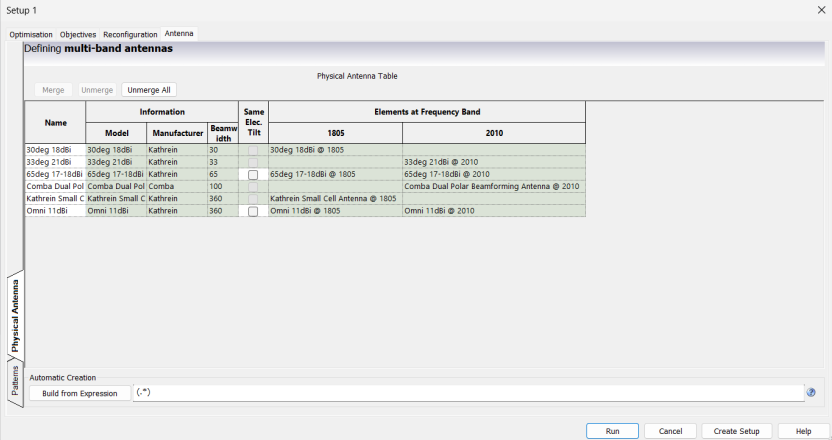 Setup 1
Optimisation Objectives Reconfiguration Antenna
Defining multi-band antennas
Physical Antenna Table
Merge Unmerge Unmerge All
Name Information Same Elec. Tilt Elements at Frequency Band
Model Manufacturer Beamw idth 1805 2010
30deg 18dBi 30deg 18dBi Kathrein 30 30deg 18dBi @ 1805
33deg 21dBi 33deg 21dBi Kathrein 33 33deg 21dBi @ 2010
65deg 17-18dBi 65deg 17-18dBi Kathrein 65 65deg 17-18dBi @ 1805 65deg 17-18dBi @ 2010
Comba Dual Pol Comba Dual Pol Comba 100 Comba Dual Polar Beamforming Antenna @ 2010
Kathrein Small C Kathrein Small C Kathrein 360 Kathrein Small Cell Antenna @ 1805
Omni 11dBi Omni 11dBi Kathrein 360 Omni 11dBi @ 1805 Omni 11dBi @ 2010
Physical Antenna
Patterns
Automatic Creation
Build from Expression (.*)
Run Cancel Create Setup Help